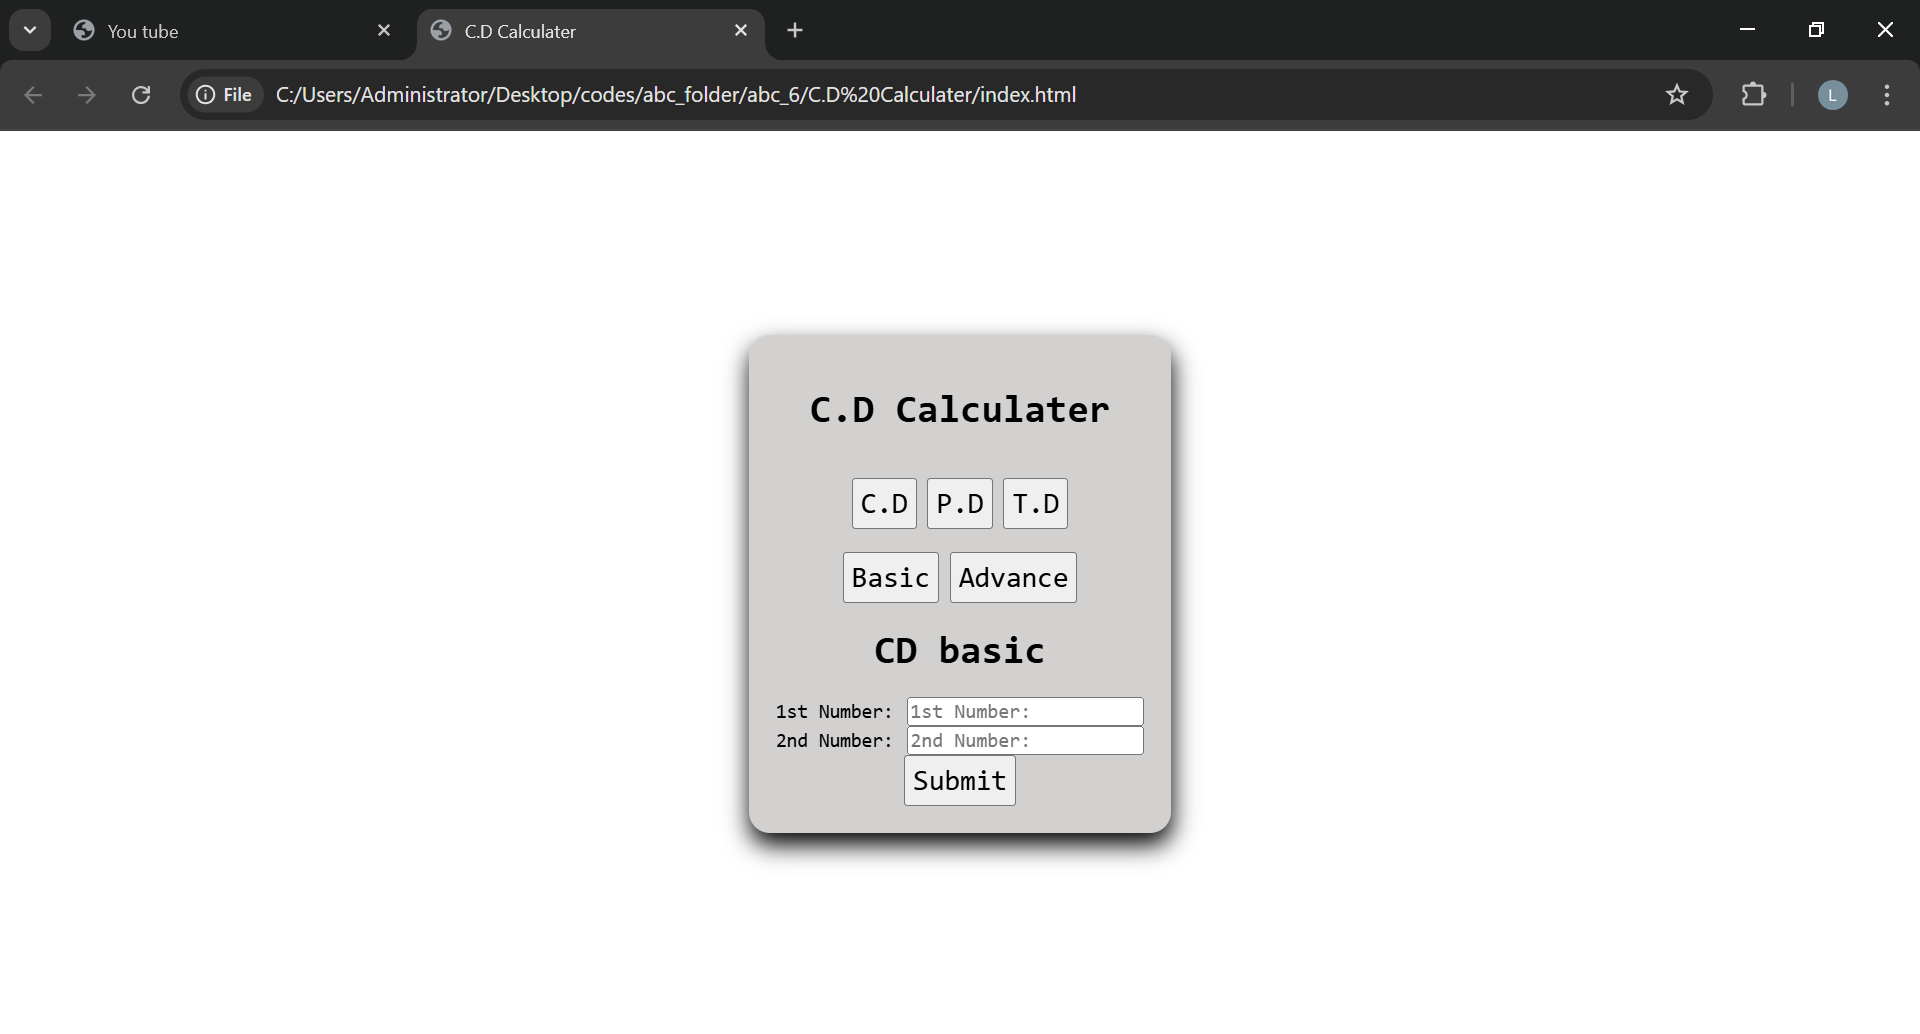 You tube
C.D Calculater
File C:/Users/Administrator/Desktop/codes/abc_folder/abc_6/C.D%20Calculater/index.html
L
C.D Calculater
C.D P.D T.D
Basic Advance
CD basic
1st Number: 1st Number:
2nd Number: 2nd Number:
Submit